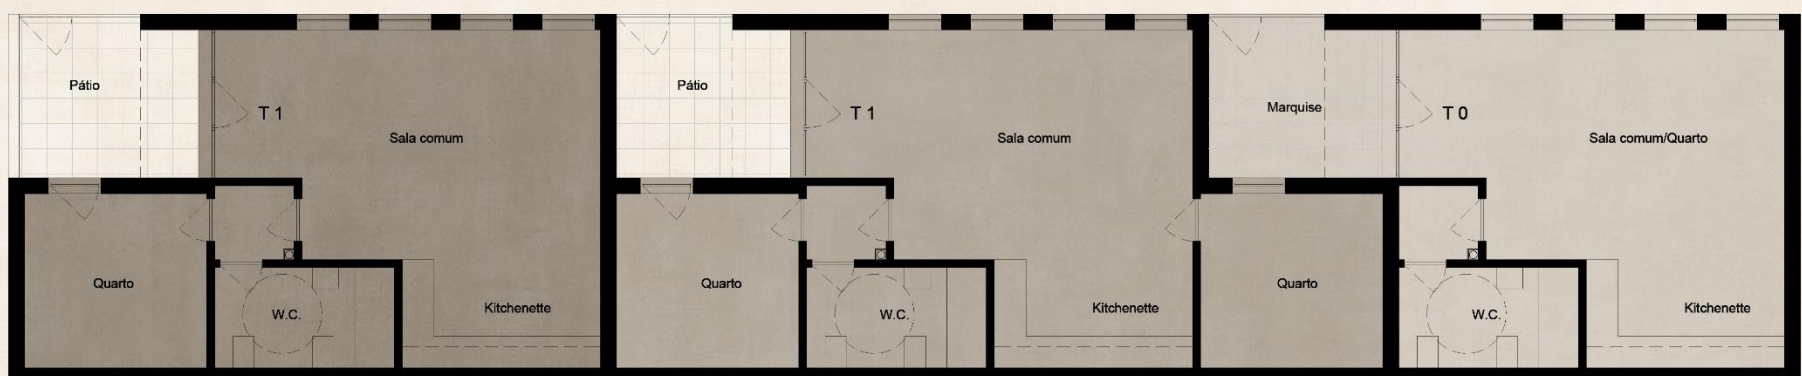 Pátio
T 1
Sala comum
Quarto
W.C.
Kitchenette
Pátio
T 1
Sala comum
Quarto
W.C.
Kitchenette
Marquise
T 0
Sala comum/Quarto
Quarto
W.C.
Kitchenette